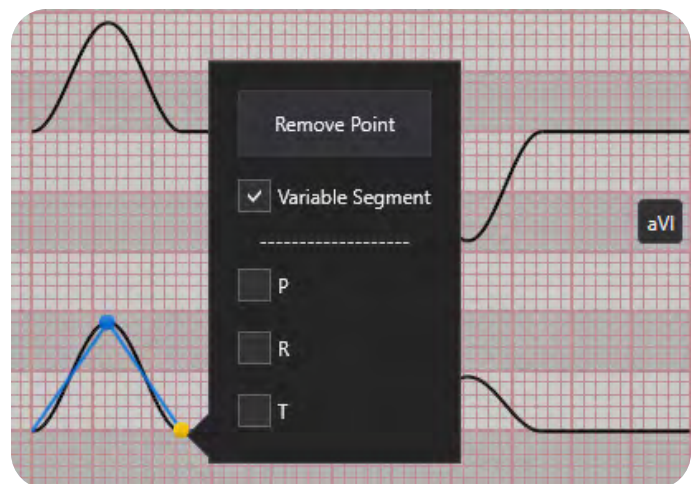 Remove Point
Variable Segment
-------------------
aVl
P
R
T